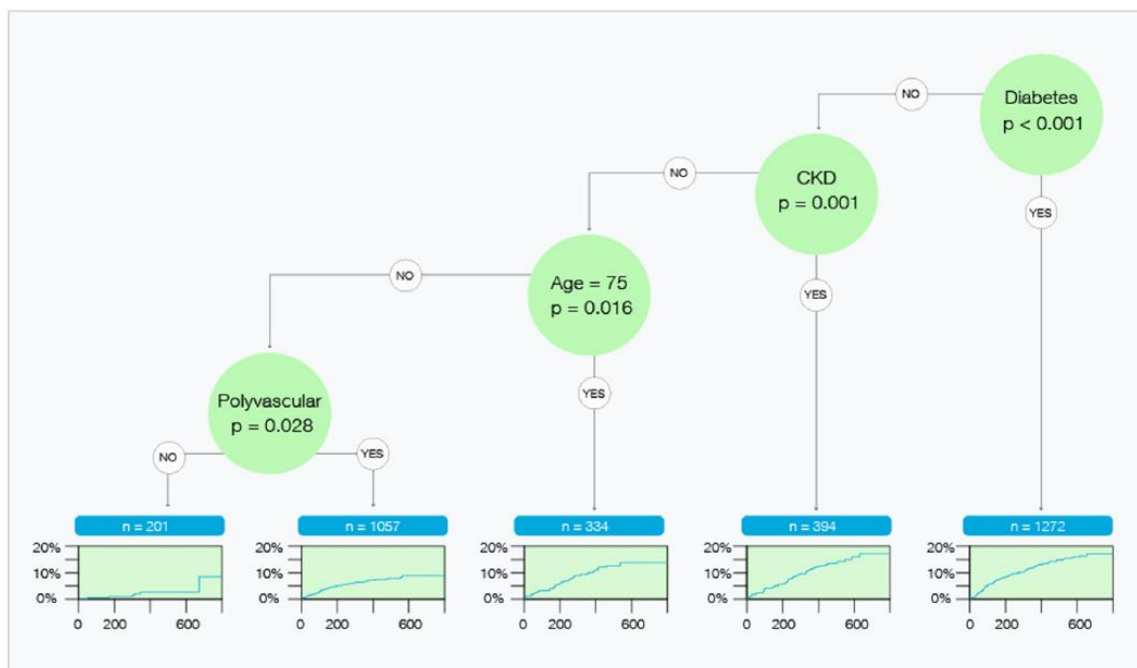 NO
Diabetes
p < 0.001
NO
CKD
p = 0.001
YES
NO
Age = 75
p = 0.016
YES
Polyvascular
p = 0.028
YES
NO
YES
n = 201
n = 1057
n = 334
n = 394
n = 1272
20%
10%
0%
0 200 600
20%
10%
0%
0 200 600
20%
10%
0%
0 200 600
20%
10%
0%
0 200 600
20%
10%
0%
0 200 600